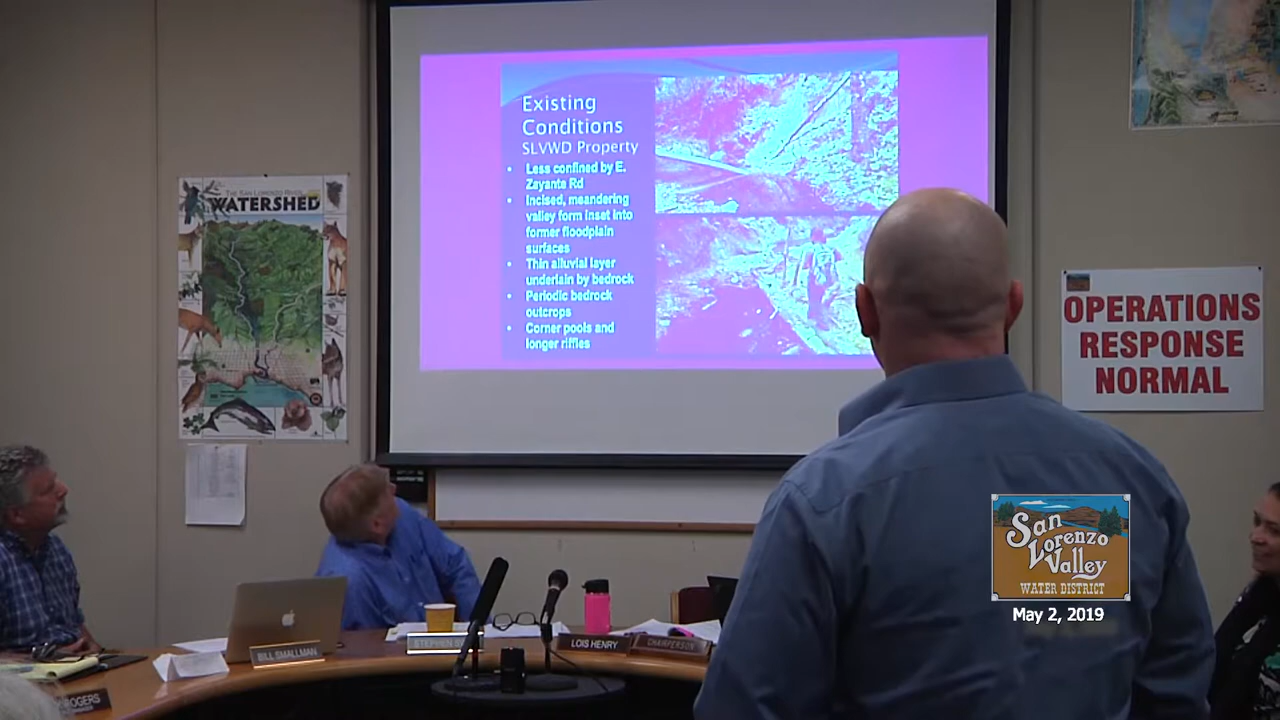 Existing
Conditions
SLVWD Property
• Less confined by E.
Zayante Rd
• Incised, meandering
valley form inset into
former floodplain
surfaces
• Thin alluvial layer
underlain by bedrock
• Periodic bedrock
outcrops
• Corner pools and
longer riffles
THE SAN LORENZO RIVER
WATERSHED
OPERATIONS
RESPONSE
NORMAL
San
Lorenzo
Valley
WATER DISTRICT
May 2, 2019
ROGERS
BILL SMALLMAN
STEPHEN
LOIS HENRY
CHAIRPERSON